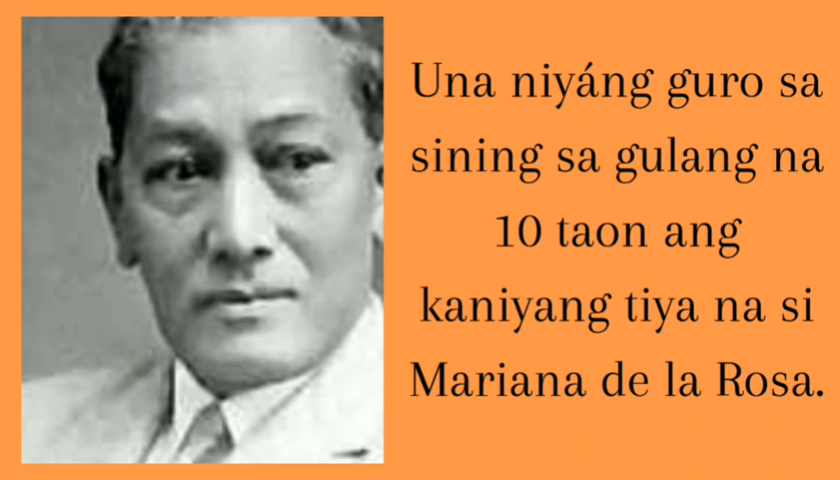 Una niyáng guro sa
sining sa gulang na
10 taon ang
kaniyang tiya na si
Mariana de la Rosa.